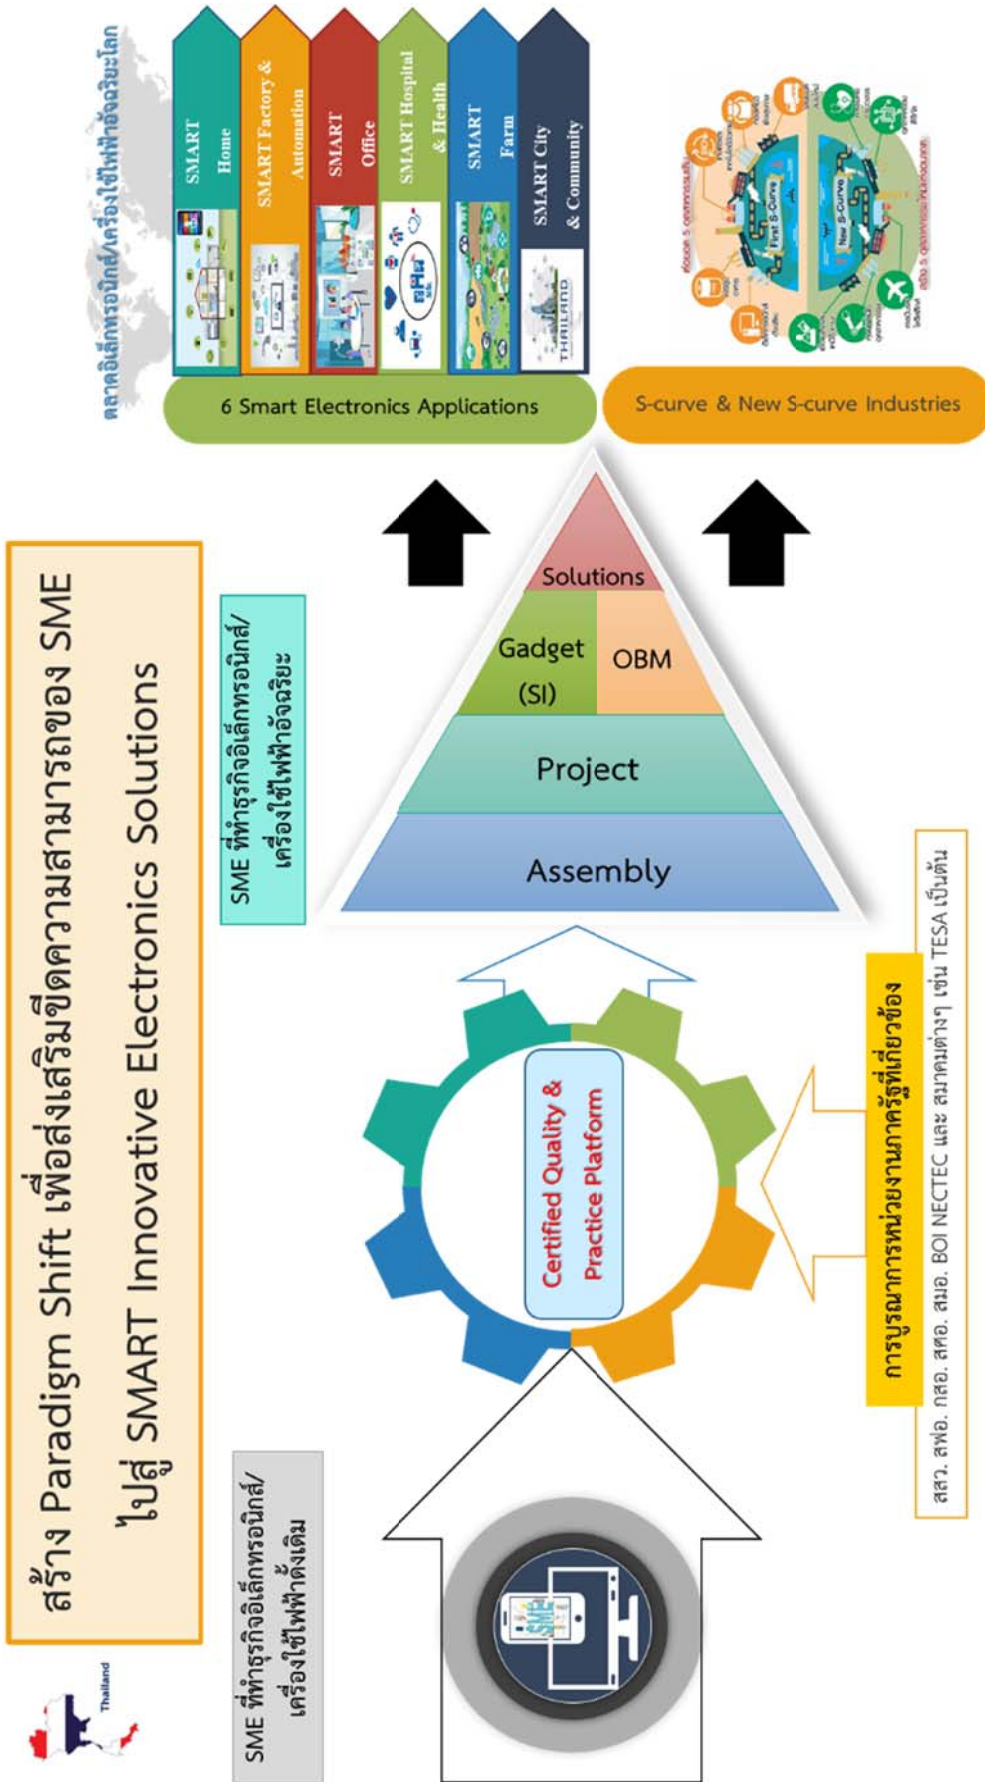 Thailand
สร้าง Paradigm Shift เพื่อส่งเสริมขีดความสามารถของ SME
ไปสู่ SMART Innovative Electronics Solutions
ตลาดอิเล็กทรอนิกส์/เครื่องใช้ไฟฟ้าอัจฉริยะโลก
SME ที่ทำธุรกิจอิเล็กทรอนิกส์/
เครื่องใช้ไฟฟ้าดั้งเดิม
SME
Certified Quality &
Practice Platform
การบูรณาการหน่วยงานภาครัฐที่เกี่ยวข้อง
สสว. สฟอ. กสอ. สศอ. สมอ. BOI NECTEC และ สมาคมต่างๆ เช่น TESA เป็นต้น
SME ที่ทำธุรกิจอิเล็กทรอนิกส์/
เครื่องใช้ไฟฟ้าอัจฉริยะ
Solutions
Gadget
(SI)
OBM
Project
Assembly
6 Smart Electronics Applications
SMART
Home
SMART Factory &
Automation
SMART
Office
SMART Hospital
& Health
SMART
Farm
SMART City
& Community
THAILAND
S-curve & New S-curve Industries
First S-Curve
New S-Curve